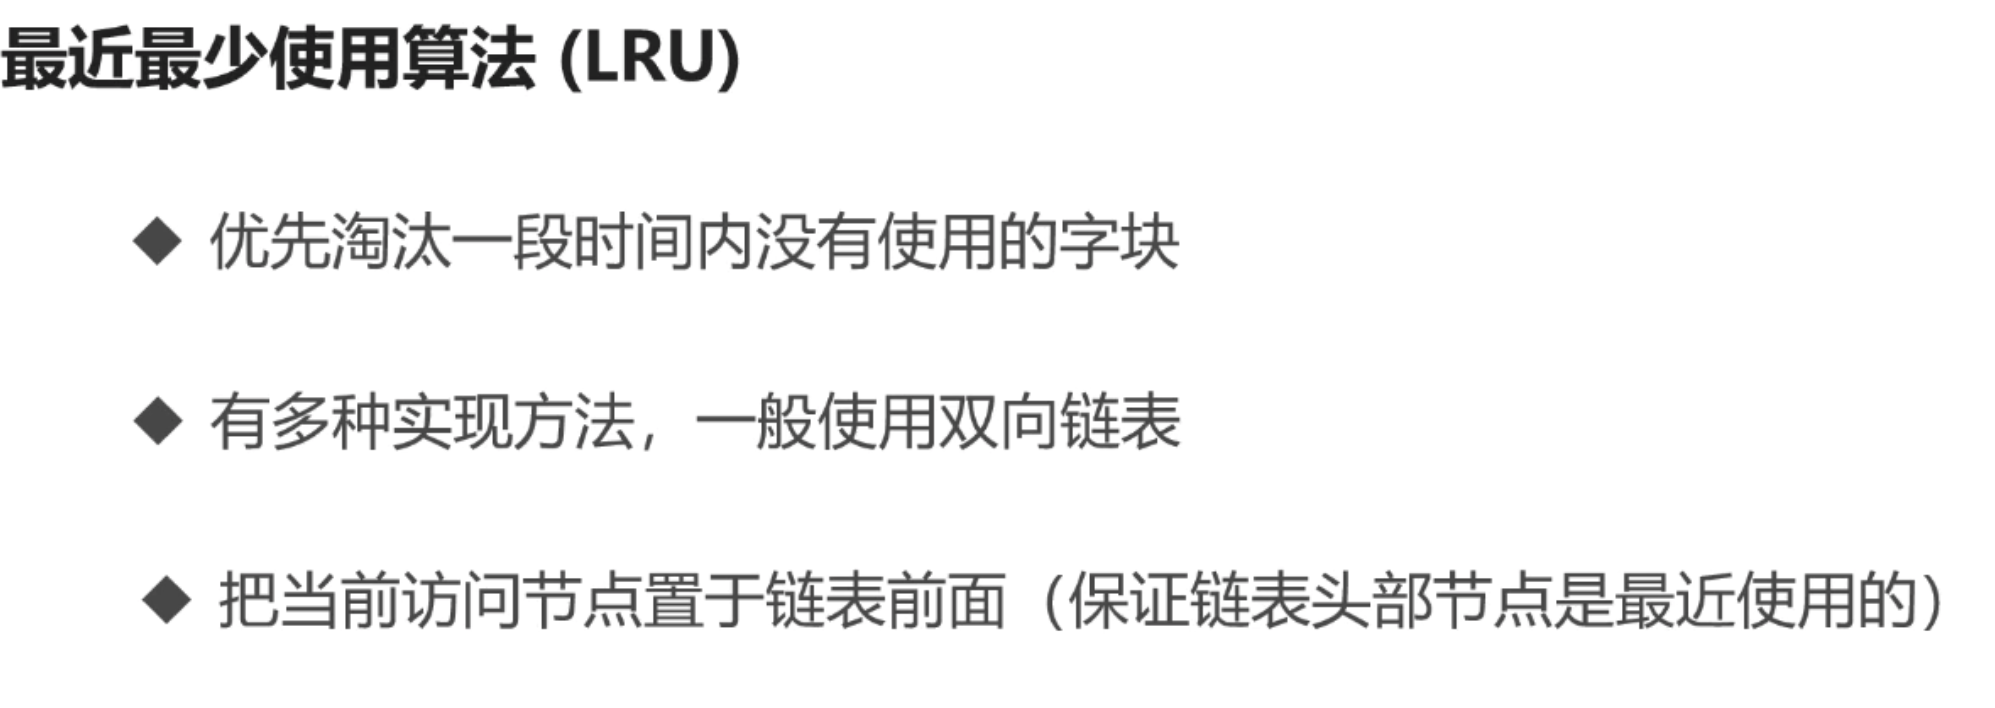 最近最少使用算法 (LRU)
◆ 优先淘汰一段时间内没有使用的字块
◆ 有多种实现方法，一般使用双向链表
◆ 把当前访问节点置于链表前面（保证链表头部节点是最近使用的）